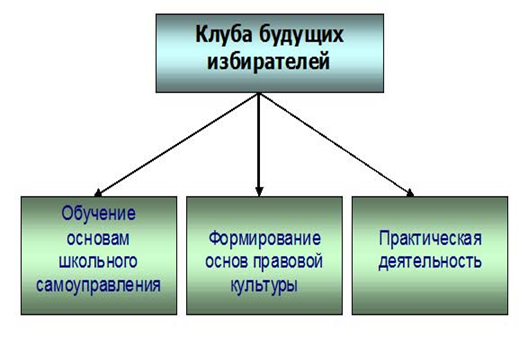 Клуба будущих
избирателей
Обучение
основам
школьного
самоуправления
Формирование
основ правовой
культуры
Практическая
деятельность